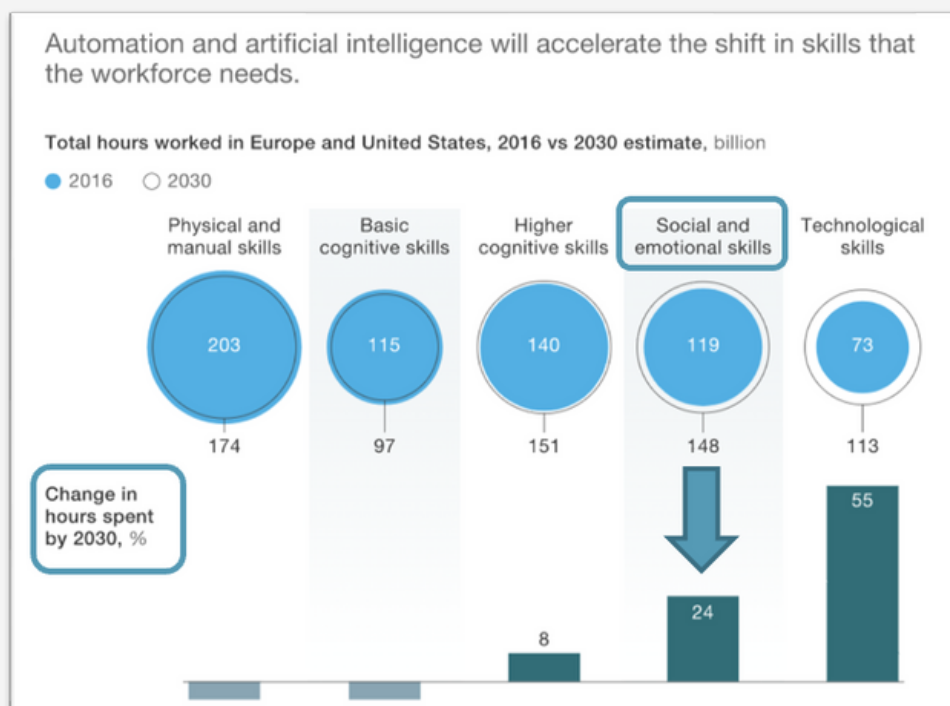 Automation and artificial intelligence will accelerate the shift in skills that
the workforce needs.
Total hours worked in Europe and United States, 2016 vs 2030 estimate, billion
2016
2030
Physical and
manual skills
Basic
cognitive skills
Higher
cognitive skills
Social and
emotional skills
Technological
skills
203
115
140
119
73
174
97
151
148
113
Change in
hours spent
by 2030, %
8
24
55